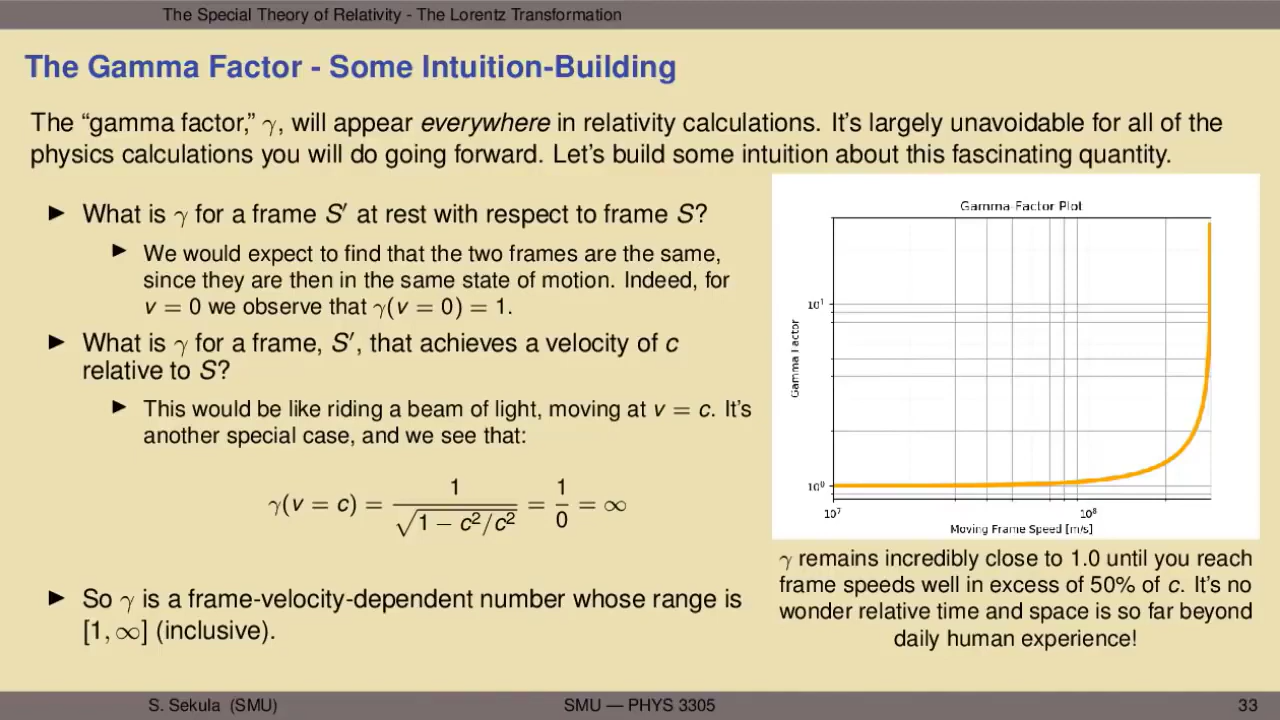 The Special Theory of Relativity - The Lorentz Transformation
The Gamma Factor - Some Intuition-Building
The “gamma factor,” γ, will appear everywhere in relativity calculations. It’s largely unavoidable for all of the
physics calculations you will do going forward. Let’s build some intuition about this fascinating quantity.
▶ What is γ for a frame S′ at rest with respect to frame S?
▶ We would expect to find that the two frames are the same,
since they are then in the same state of motion. Indeed, for
v = 0 we observe that γ(v = 0) = 1.
▶ What is γ for a frame, S′, that achieves a velocity of c
relative to S?
▶ This would be like riding a beam of light, moving at v = c. It’s
another special case, and we see that:
γ(v = c) = 1/√(1 − c²/c²) = 1/0 = ∞
▶ So γ is a frame-velocity-dependent number whose range is
[1, ∞] (inclusive).
Gamma-Factor Plot
Gamma Factor
10¹
10⁰
10⁷ 10⁸
Moving Frame Speed [m/s]
γ remains incredibly close to 1.0 until you reach
frame speeds well in excess of 50% of c. It’s no
wonder relative time and space is so far beyond
daily human experience!
S. Sekula (SMU) SMU — PHYS 3305 33